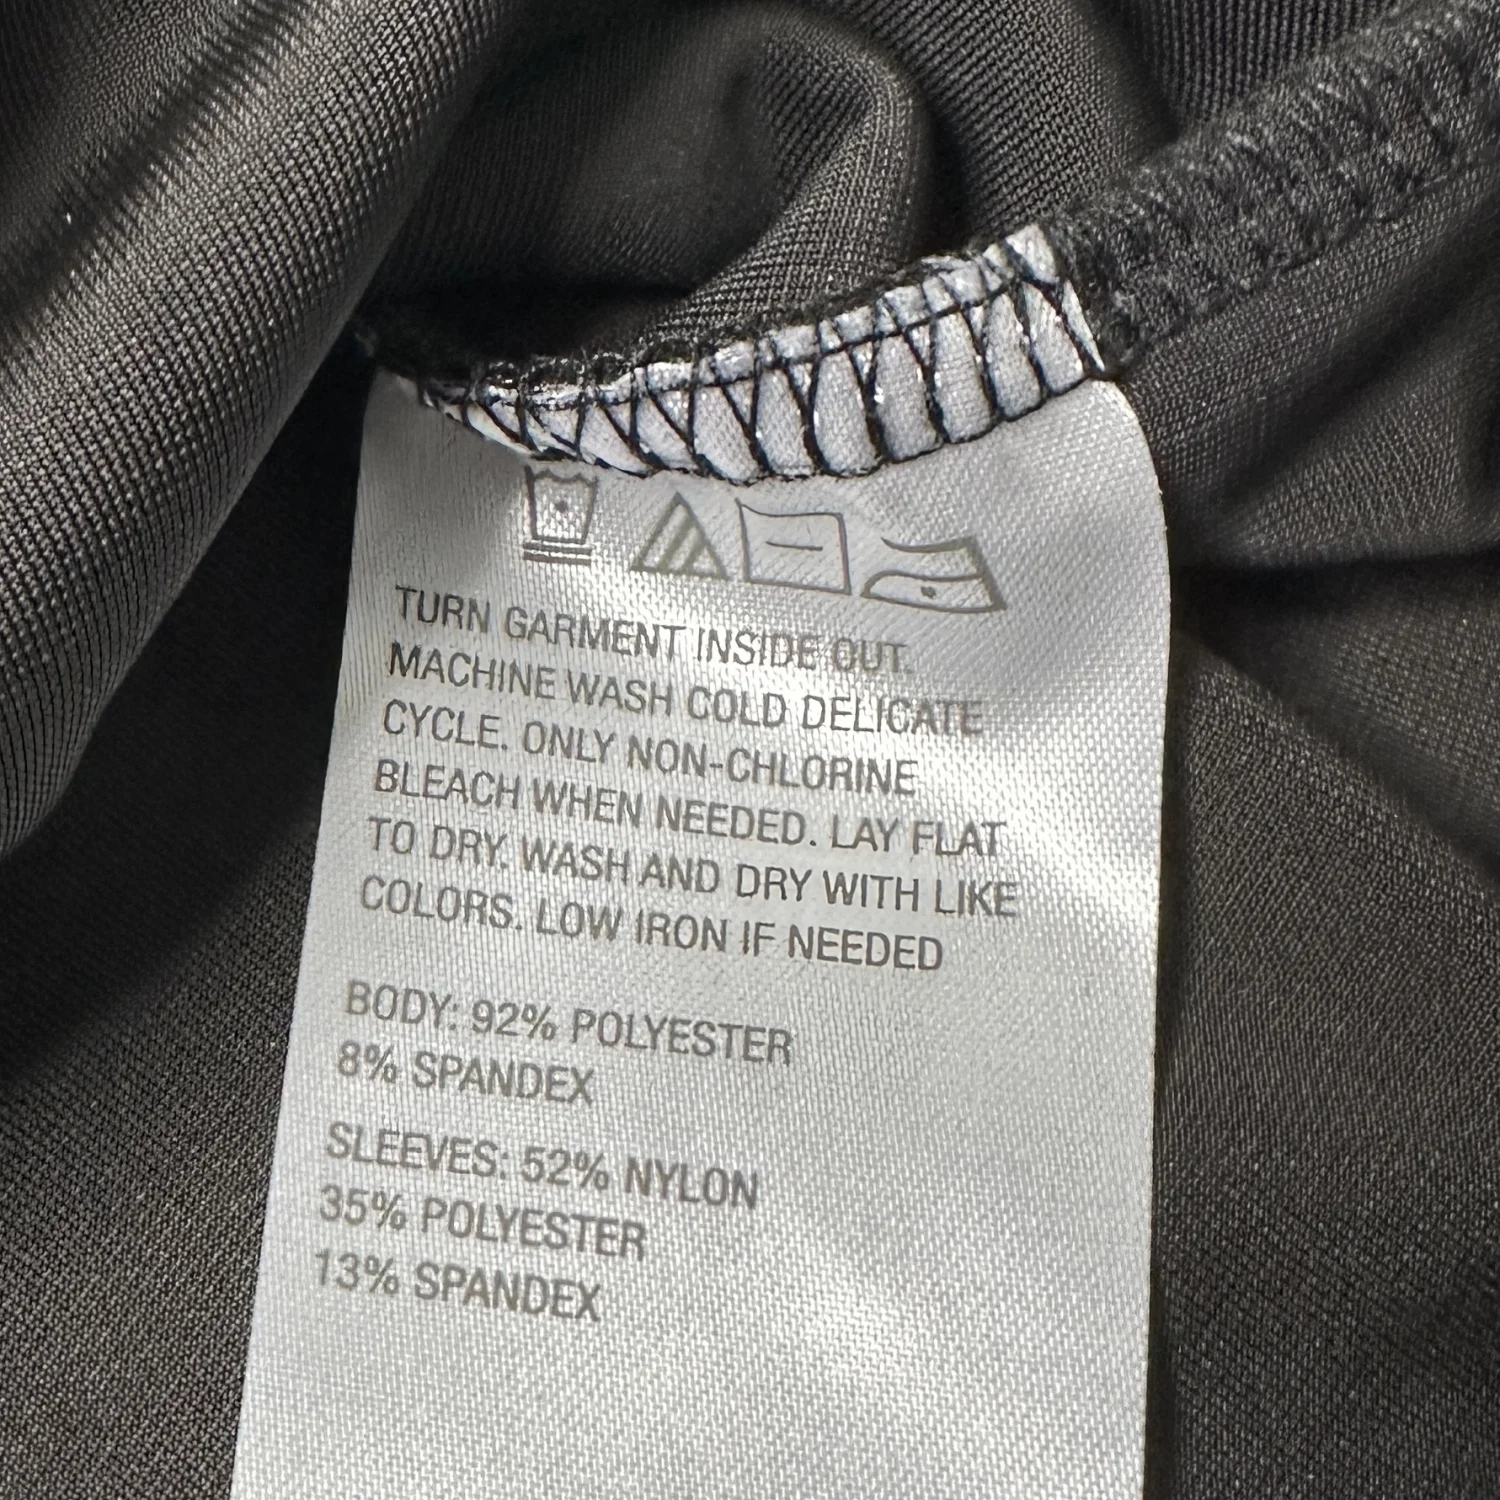 TURN GARMENT INSIDE OUT.
MACHINE WASH COLD DELICATE
CYCLE. ONLY NON-CHLORINE
BLEACH WHEN NEEDED. LAY FLAT
TO DRY. WASH AND DRY WITH LIKE
COLORS. LOW IRON IF NEEDED
BODY: 92% POLYESTER
8% SPANDEX
SLEEVES: 52% NYLON
35% POLYESTER
13% SPANDEX